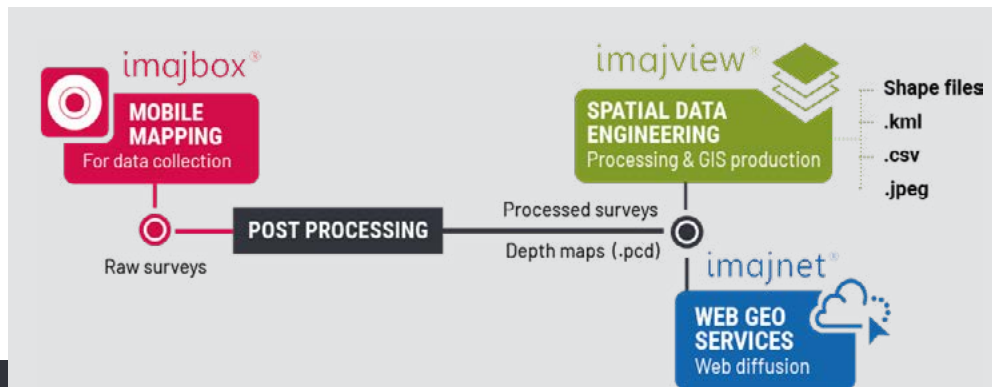 imajbox®
MOBILE
MAPPING
For data collection
Raw surveys
POST PROCESSING
Processed surveys
Depth maps (.pcd)
imajview®
SPATIAL DATA
ENGINEERING
Processing & GIS production
Shape files
.kml
.csv
.jpeg
imajnet®
WEB GEO
SERVICES
Web diffusion